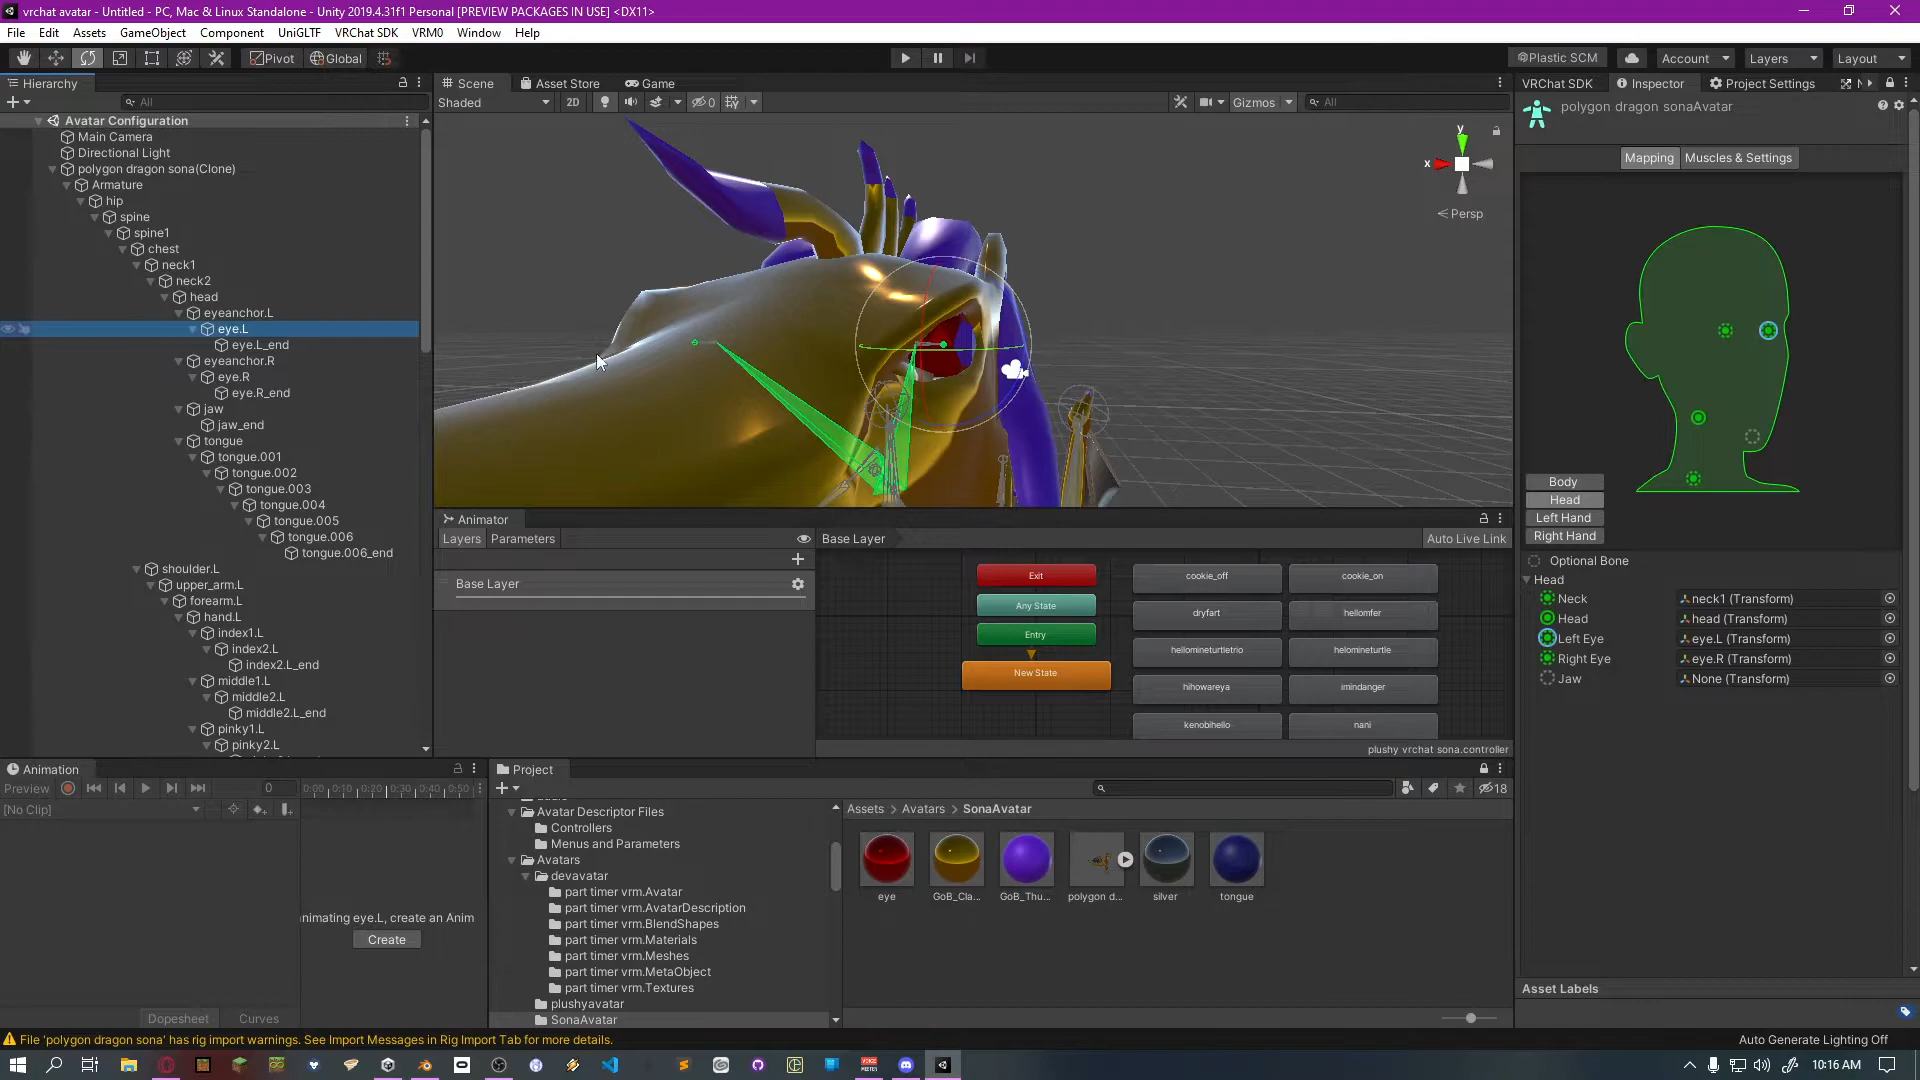 vrchat avatar - Untitled - PC, Mac & Linux Standalone - Unity 2019.4.31f1 Personal [PREVIEW PACKAGES IN USE] <DX11>
File Edit Assets GameObject Component UniGLTF VRChat SDK VRM0 Window Help
Pivot Global Plastic SCM Account Layers Layout
Hierarchy Scene Asset Store Game VRChat SDK Inspector Project Settings
All Shaded 2D 0 Gizmos All polygon dragon sonaAvatar
Avatar Configuration
Main Camera
Directional Light
polygon dragon sona(Clone)
Armature
hip
spine
spine1
chest
neck1
neck2
head
eyeanchor.L
eye.L
eye.L_end
eyeanchor.R
eye.R
eye.R_end
jaw
jaw_end
tongue
tongue.001
tongue.002
tongue.003
tongue.004
tongue.005
tongue.006
tongue.006_end
shoulder.L
upper_arm.L
forearm.L
hand.L
index1.L
index2.L
index2.L_end
middle1.L
middle2.L
middle2.L_end
pinky1.L
pinky2.L
y
x
Persp
Mapping Muscles & Settings
Body
Head
Left Hand
Right Hand
Optional Bone
Head
Neck neck1 (Transform)
Head head (Transform)
Left Eye eye.L (Transform)
Right Eye eye.R (Transform)
Jaw None (Transform)
Asset Labels
Animator
Layers Parameters Base Layer Auto Live Link
Base Layer
Exit cookie_off cookie_on
Any State dryfart hellomfer
Entry hellomineturtletrio helomineturtle
New State hihowareya imindanger
kenobihello nani
plushy vrchat sona.controller
Animation
Preview 0 0:00 0:10 0:20 0:30 0:40 0:50
[No Clip]
animating eye.L, create an Anim
Create
Dopesheet Curves
Project
18
Avatar Descriptor Files
Controllers
Menus and Parameters
Avatars
devavatar
part timer vrm.Avatar
part timer vrm.AvatarDescription
part timer vrm.BlendShapes
part timer vrm.Materials
part timer vrm.Meshes
part timer vrm.MetaObject
part timer vrm.Textures
plushyavatar
SonaAvatar
Assets > Avatars > SonaAvatar
eye GoB_Cla... GoB_Thu... polygon d... silver tongue
File 'polygon dragon sona' has rig import warnings. See Import Messages in Rig Import Tab for more details.
Auto Generate Lighting Off
10:16 AM